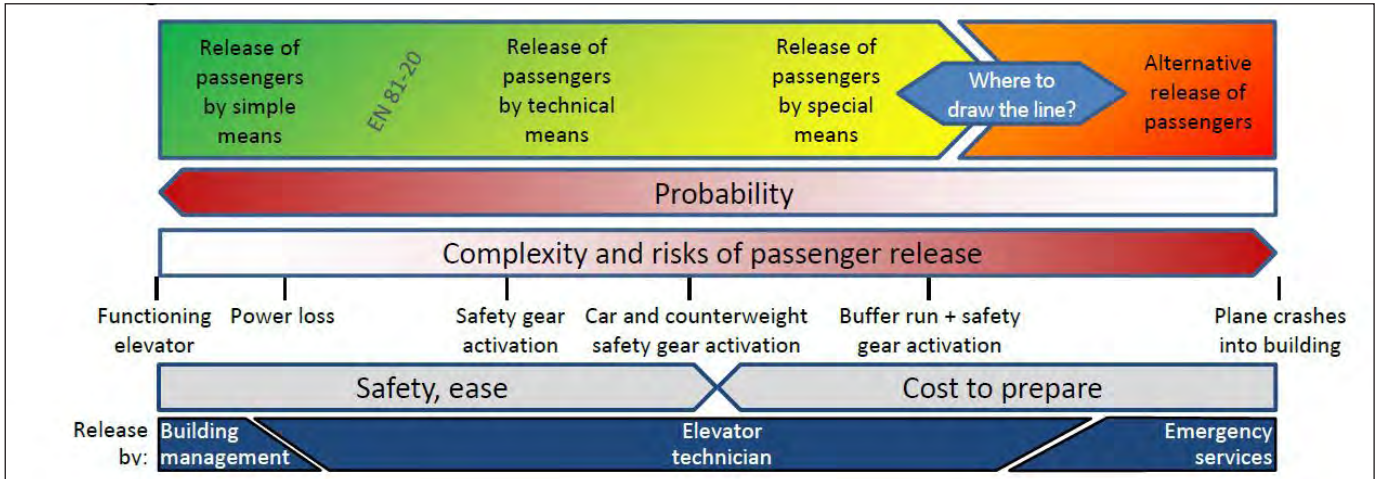 Release of
passengers
by simple
means
EN 81-20
Release of
passengers
by technical
means
Release of
passengers
by special
means
Where to
draw the line?
Alternative
release of
passengers
Probability
Complexity and risks of passenger release
Functioning
elevator
Power loss
Safety gear
activation
Car and counterweight
safety gear activation
Buffer run + safety
gear activation
Plane crashes
into building
Safety, ease
Cost to prepare
Release
by:
Building
management
Elevator
technician
Emergency
services